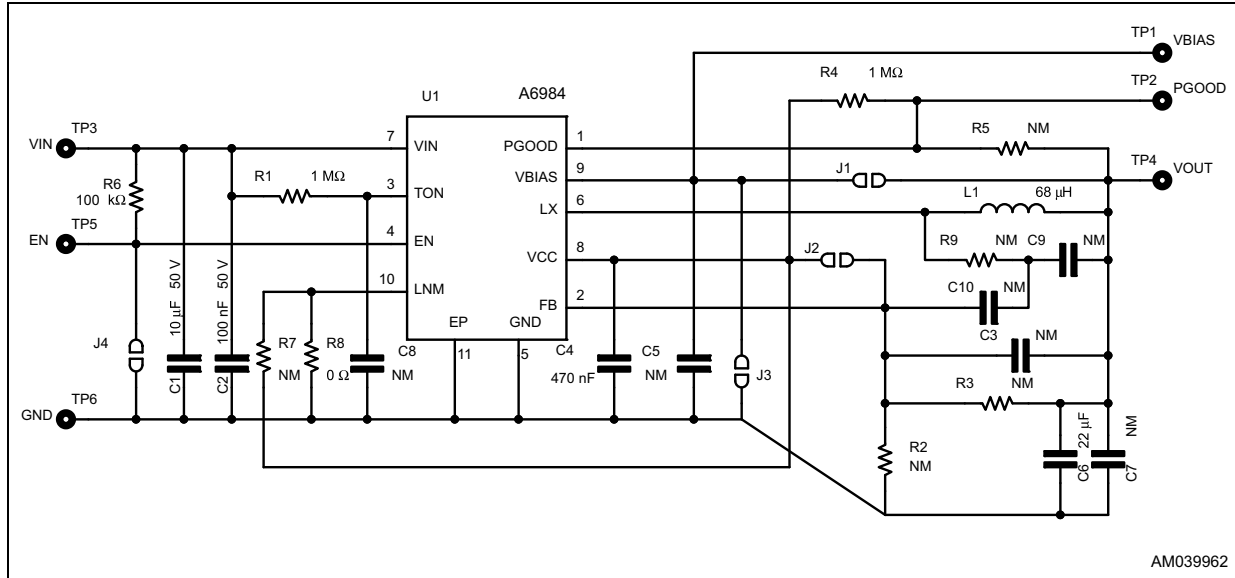 TP1
VBIAS
R4
1 MΩ
TP2
PGOOD
U1
A6984
R5
NM
TP3
VIN
7
VIN
PGOOD
1
VBIAS
9
J1
TP4
VOUT
R6
100 kΩ
R1
1 MΩ
3
TON
LX
6
L1
68 µH
TP5
EN
4
EN
R9
NM
C9
NM
VCC
8
J2
10
LNM
FB
2
C10
NM
10 µF 50 V
100 nF 50 V
EP
GND
C3
NM
J4
C1
C2
R7
NM
R8
0 Ω
C8
NM
11
5
C4
470 nF
C5
NM
J3
NM
R3
TP6
GND
R2
NM
22 µF
C6
NM
C7
AM039962